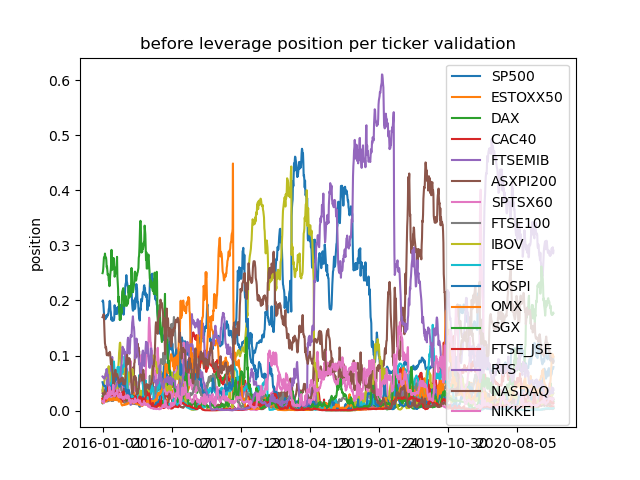 before leverage position per ticker validation
0.6
0.5
0.4
0.3
0.2
0.1
0.0
position
2016-01-01 2016-10-07 2017-07-13 2018-04-19 2019-01-24 2019-10-30 2020-08-05
SP500
ESTOXX50
DAX
CAC40
FTSEMIB
ASXPI200
SPTSX60
FTSE100
IBOV
FTSE
KOSPI
OMX
SGX
FTSE_JSE
RTS
NASDAQ
NIKKEI